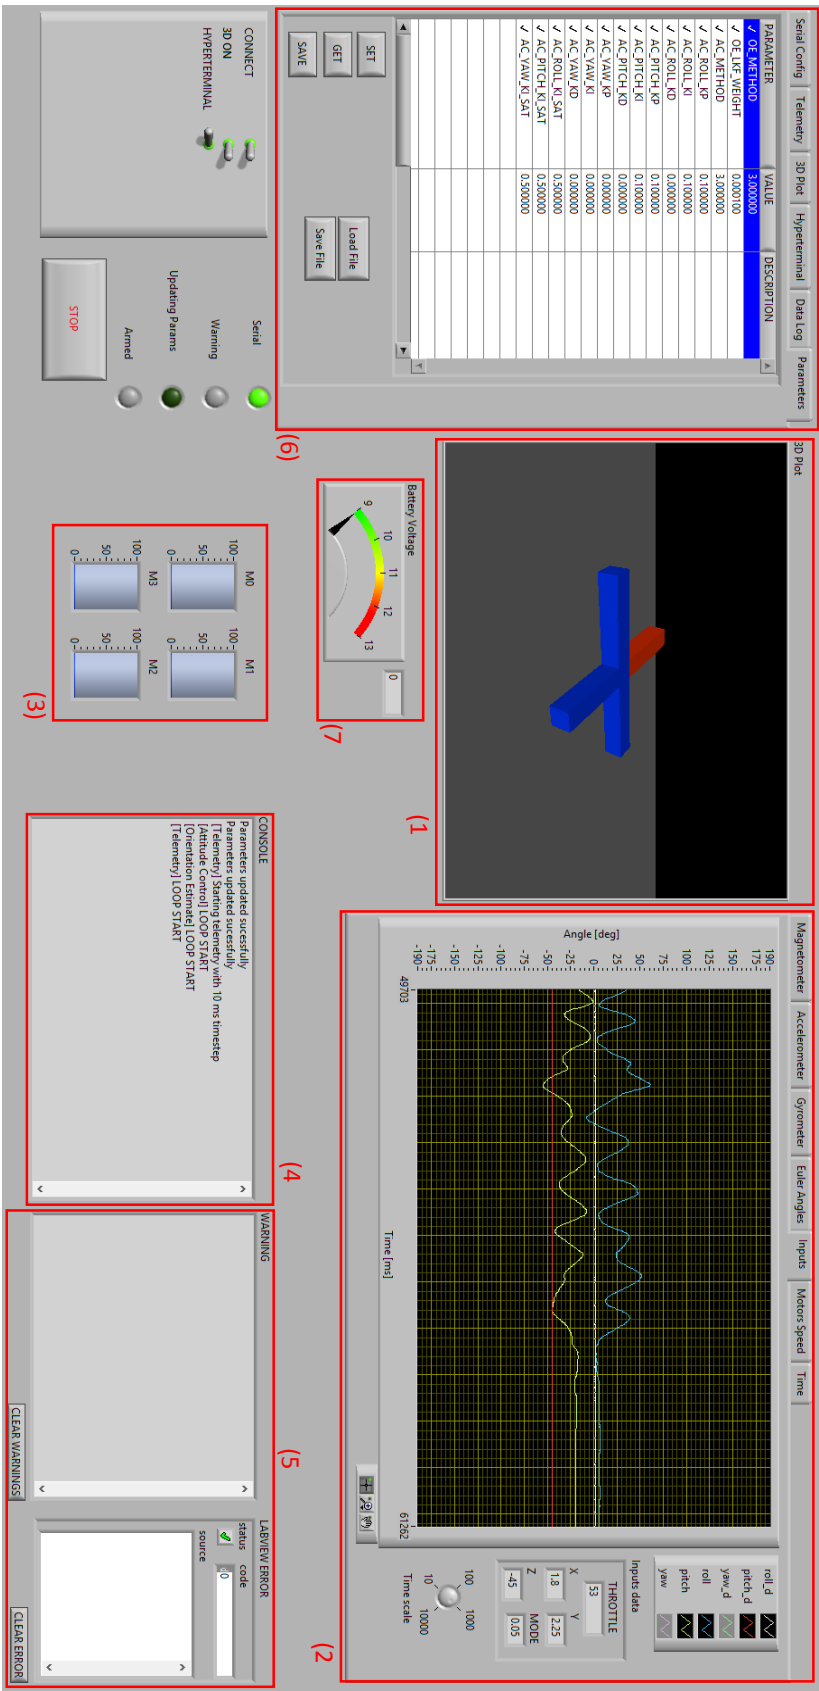 Serial Config Telemetry 3D Plot Hyperterminal Data Log Parameters
PARAMETER VALUE DESCRIPTION
✓ OE_METHOD 3.000000
OE_LKF_WEIGHT 0.000100
✓ AC_METHOD 3.000000
✓ AC_ROLL_KP 0.100000
✓ AC_ROLL_KI 0.100000
✓ AC_ROLL_KD 0.000000
✓ AC_PITCH_KP 0.100000
✓ AC_PITCH_KI 0.100000
✓ AC_PITCH_KD 0.000000
✓ AC_YAW_KP 0.000000
✓ AC_YAW_KI 0.000000
✓ AC_YAW_KD 0.000000
✓ AC_ROLL_KI_SAT 0.500000
✓ AC_PITCH_KI_SAT 0.500000
✓ AC_YAW_KI_SAT 0.500000
SET
GET
SAVE
Load File
Save File
(6)
3D Plot
(1)
Magnetometer Accelerometer Gyrometer Euler Angles Inputs Motors Speed Time
Angle [deg]
190
175
150
125
100
75
50
25
0
-25
-50
-75
-100
-125
-150
-175
-190
49703
61262
Time [ms]
roll_d
pitch_d
yaw_d
roll
pitch
yaw
Inputs data
THROTTLE
53
X Y
1.8 2.25
Z MODE
-45 0.05
100 1000
10 10000
Time scale
(2)
CONNECT
3D ON
HYPERTERMINAL
Serial
Warning
Updating Params
Armed
STOP
Battery Voltage
9 10 11 12 13
0
(7)
M0 M1
100
50
0
100
50
0
M3 M2
100
50
0
100
50
0
(3)
CONSOLE
Parameters updated sucessfully
Parameters updated sucessfully
[Telemetry] Starting telemetry with 10 ms timestep
[Attitude Control] LOOP START
[Orientation Estimate] LOOP START
[Telemetry] LOOP START
(4)
WARNING
CLEAR WARNINGS
(5)
LABVIEW ERROR
status code
0
source
CLEAR ERROR